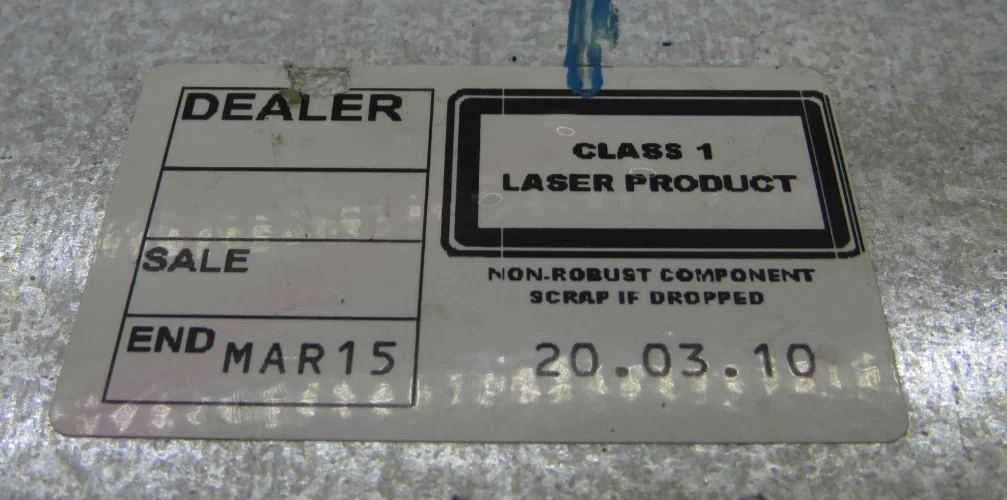 DEALER
SALE
END MAR15
CLASS 1
LASER PRODUCT
NON-ROBUST COMPONENT
SCRAP IF DROPPED
20.03.10